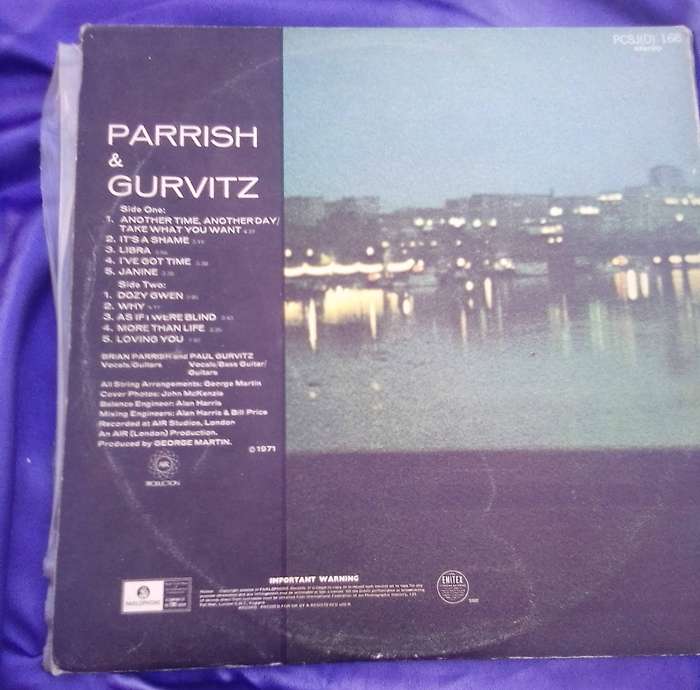 PCSJ(D) 166
stereo
PARRISH
&
GURVITZ
Side One:
1. ANOTHER TIME, ANOTHER DAY/
TAKE WHAT YOU WANT
2. IT'S A SHAME
3. LIBRA
4. I'VE GOT TIME
5. JANINE
Side Two:
1. DOZY GWEN
2. WHY
3. AS IF I WERE BLIND
4. MORE THAN LIFE
5. LOVING YOU
BRIAN PARRISH and PAUL GURVITZ
Vocals/Guitars Vocals/Bass Guitar/
Guitars
All String Arrangements: George Martin
Cover Photos: John McKenzie
Balance Engineer: Alan Harris
Mixing Engineers: Alan Harris & Bill Price
Recorded at AIR Studios, London
An AIR (London) Production.
Produced by GEORGE MARTIN.
© 1971
AIR
PRODUCTION
IMPORTANT WARNING
PARLOPHONE
EMITEX